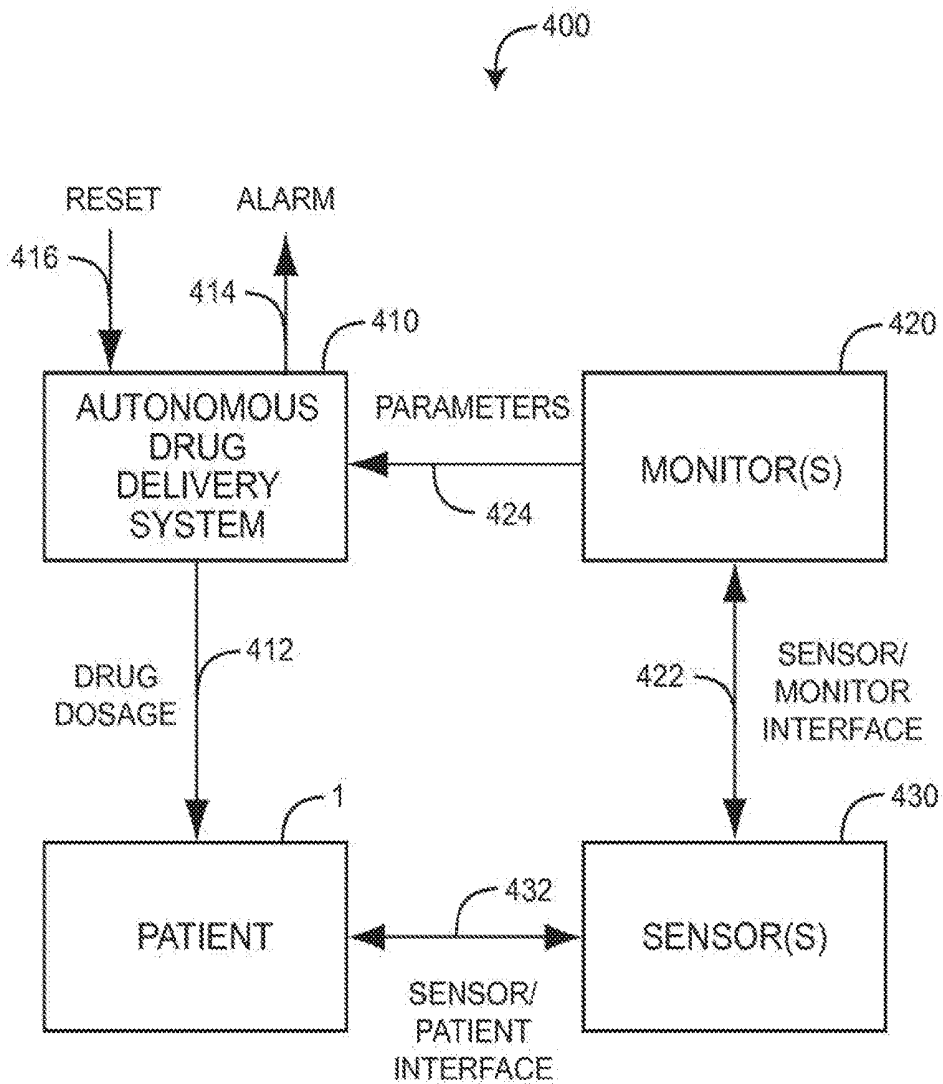 400
RESET
ALARM
416
414
410
420
AUTONOMOUS
DRUG
DELIVERY
SYSTEM
PARAMETERS
424
MONITOR(S)
DRUG
DOSAGE
412
422
SENSOR/
MONITOR
INTERFACE
1
430
PATIENT
432
SENSOR(S)
SENSOR/
PATIENT
INTERFACE